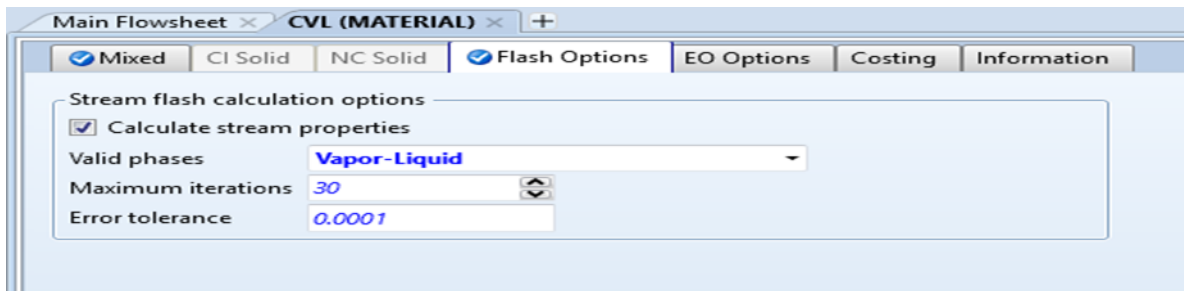 Main Flowsheet × CVL (MATERIAL) × +
Mixed CI Solid NC Solid Flash Options EO Options Costing Information
Stream flash calculation options
Calculate stream properties
Valid phases Vapor-Liquid
Maximum iterations 30
Error tolerance 0.0001